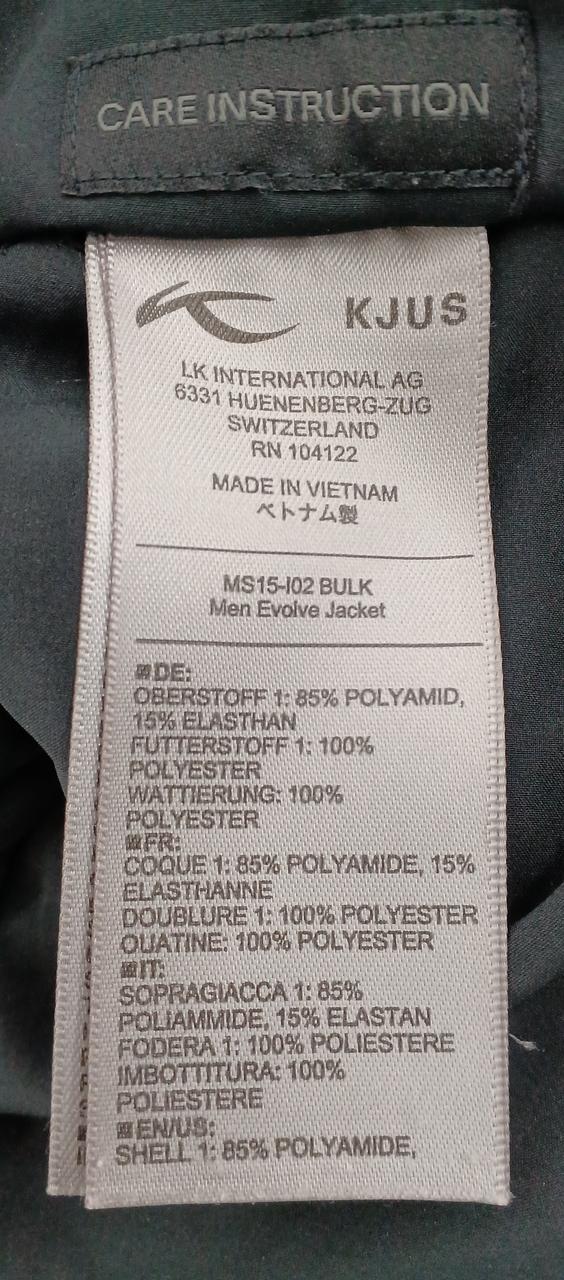 CARE INSTRUCTION
KJUS
LK INTERNATIONAL AG
6331 HUENENBERG-ZUG
SWITZERLAND
RN 104122
MADE IN VIETNAM
ベトナム製
MS15-I02 BULK
Men Evolve Jacket
DE:
OBERSTOFF 1: 85% POLYAMID,
15% ELASTHAN
FUTTERSTOFF 1: 100%
POLYESTER
WATTIERUNG: 100%
POLYESTER
FR:
COQUE 1: 85% POLYAMIDE, 15%
ELASTHANNE
DOUBLURE 1: 100% POLYESTER
OUATINE: 100% POLYESTER
IT:
SOPRAGIACCA 1: 85%
POLIAMMIDE, 15% ELASTAN
FODERA 1: 100% POLIESTERE
IMBOTTITURA: 100%
POLIESTERE
EN/US:
SHELL 1: 85% POLYAMIDE,